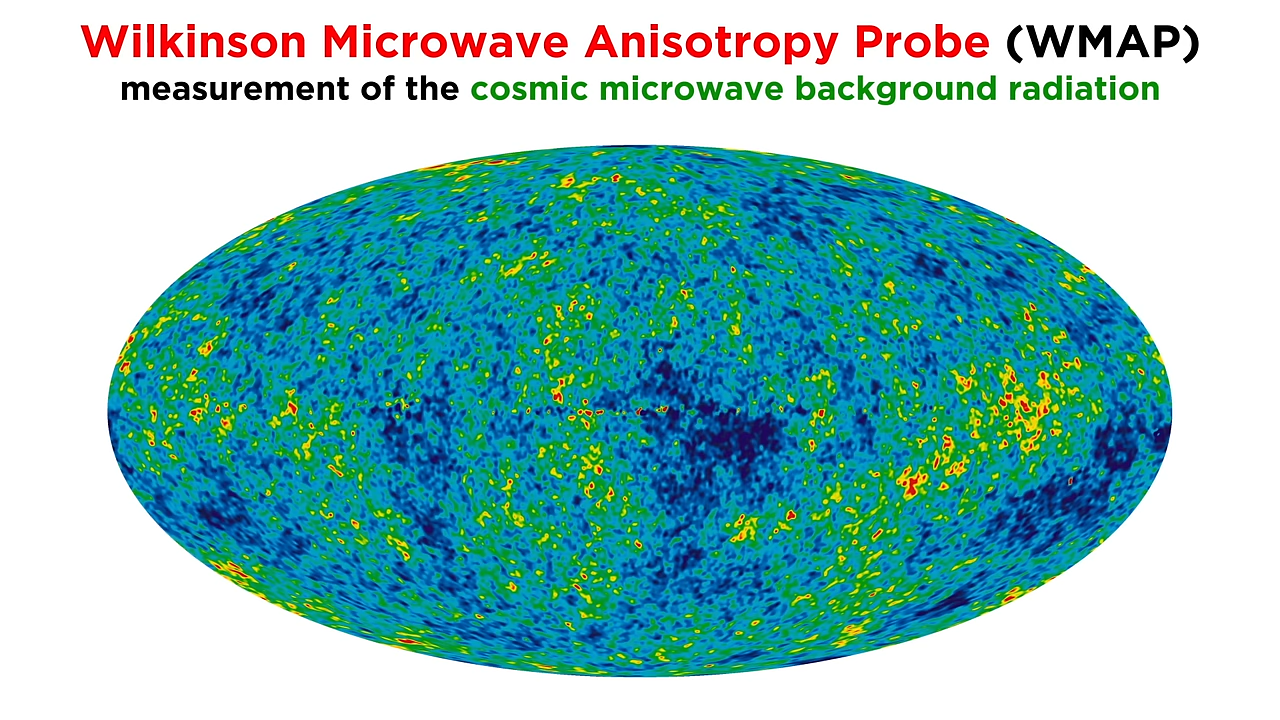 Wilkinson Microwave Anisotropy Probe (WMAP)
measurement of the cosmic microwave background radiation